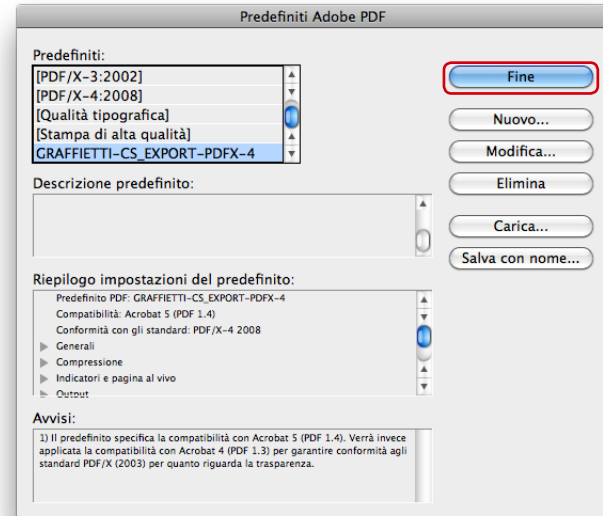 Predefiniti Adobe PDF
Predefiniti:
[PDF/X-3:2002]
[PDF/X-4:2008]
[Qualità tipografica]
[Stampa di alta qualità]
GRAFFIETTI-CS_EXPORT-PDFX-4
Fine
Nuovo...
Modifica...
Elimina
Carica...
Salva con nome...
Descrizione predefinito:
Riepilogo impostazioni del predefinito:
Predefinito PDF: GRAFFIETTI-CS_EXPORT-PDFX-4
Compatibilità: Acrobat 5 (PDF 1.4)
Conformità con gli standard: PDF/X-4 2008
Generali
Compressione
Indicatori e pagina al vivo
Output
Avvisi:
1) Il predefinito specifica la compatibilità con Acrobat 5 (PDF 1.4). Verrà invece
applicata la compatibilità con Acrobat 4 (PDF 1.3) per garantire conformità agli
standard PDF/X (2003) per quanto riguarda la trasparenza.